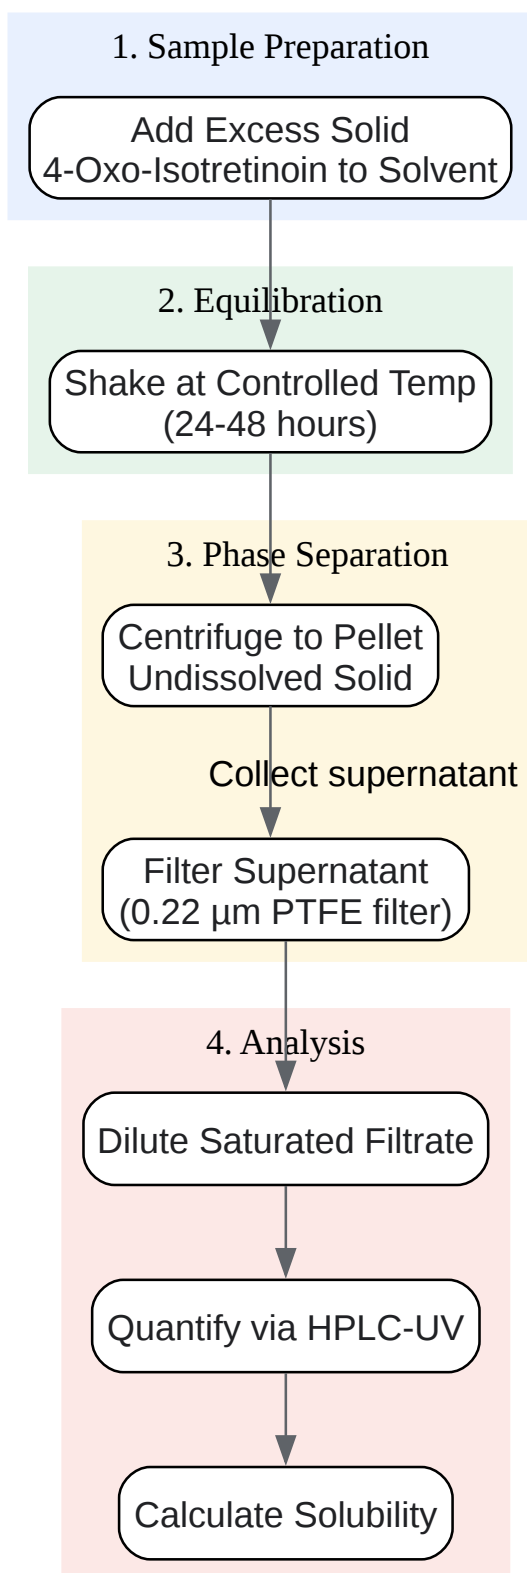 1. Sample Preparation
Add Excess Solid
4-Oxo-Isotretinoin to Solvent
2. Equilibration
Shake at Controlled Temp
(24-48 hours)
3. Phase Separation
Centrifuge to Pellet
Undissolved Solid
Collect supernatant
Filter Supernatant
(0.22 µm PTFE filter)
4. Analysis
Dilute Saturated Filtrate
Quantify via HPLC-UV
Calculate Solubility